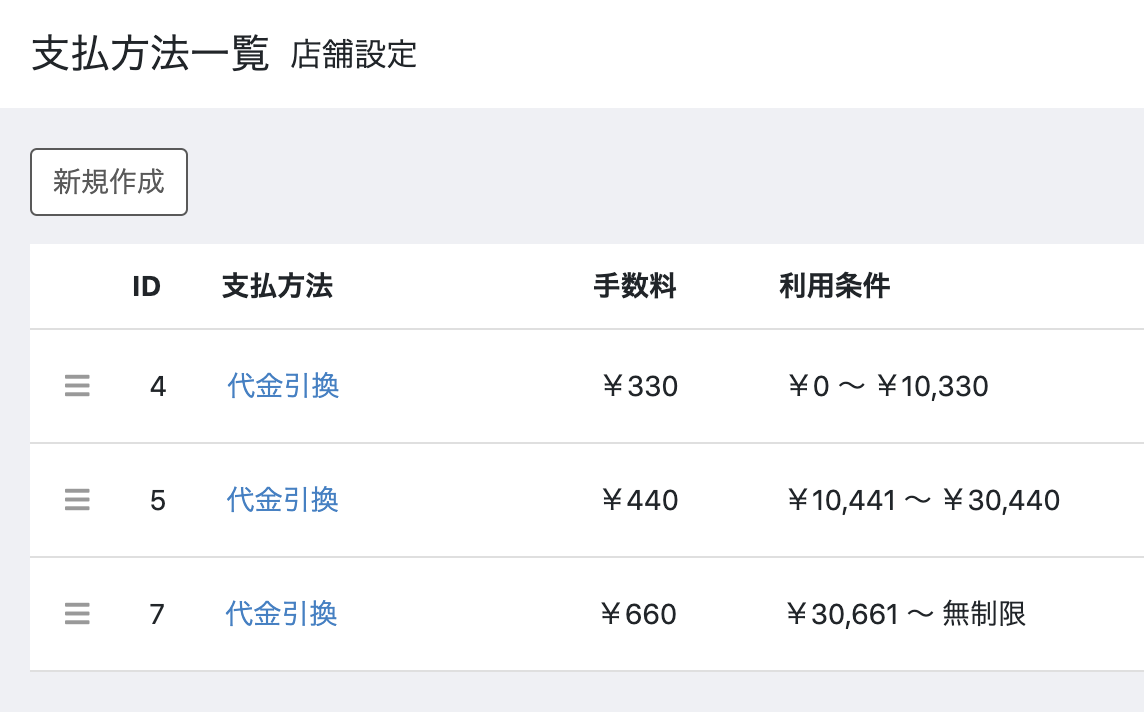 支払方法一覧 店舗設定
新規作成
ID 支払方法 手数料 利用条件
4 代金引換 ￥330 ￥0 〜 ￥10,330
5 代金引換 ￥440 ￥10,441 〜 ￥30,440
7 代金引換 ￥660 ￥30,661 〜 無制限